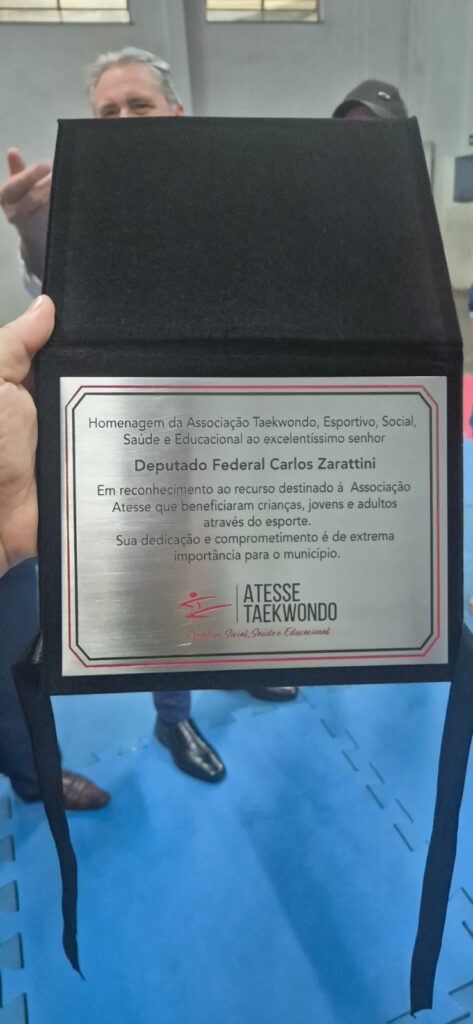 Homenagem da Associação Taekwondo, Esportivo, Social,
Saúde e Educacional ao excelentissimo senhor
Deputado Federal Carlos Zarattini
Em reconhecimento ao recurso destinado á Associação
Atesse que beneficiaram crianças, jovens e adultos
através do esporte.
Sua dedicação e comprometimento é de extrema
importância para o município.
ATESSE
TAEKWONDO
Esportivo, Social, Saúde e Educacional